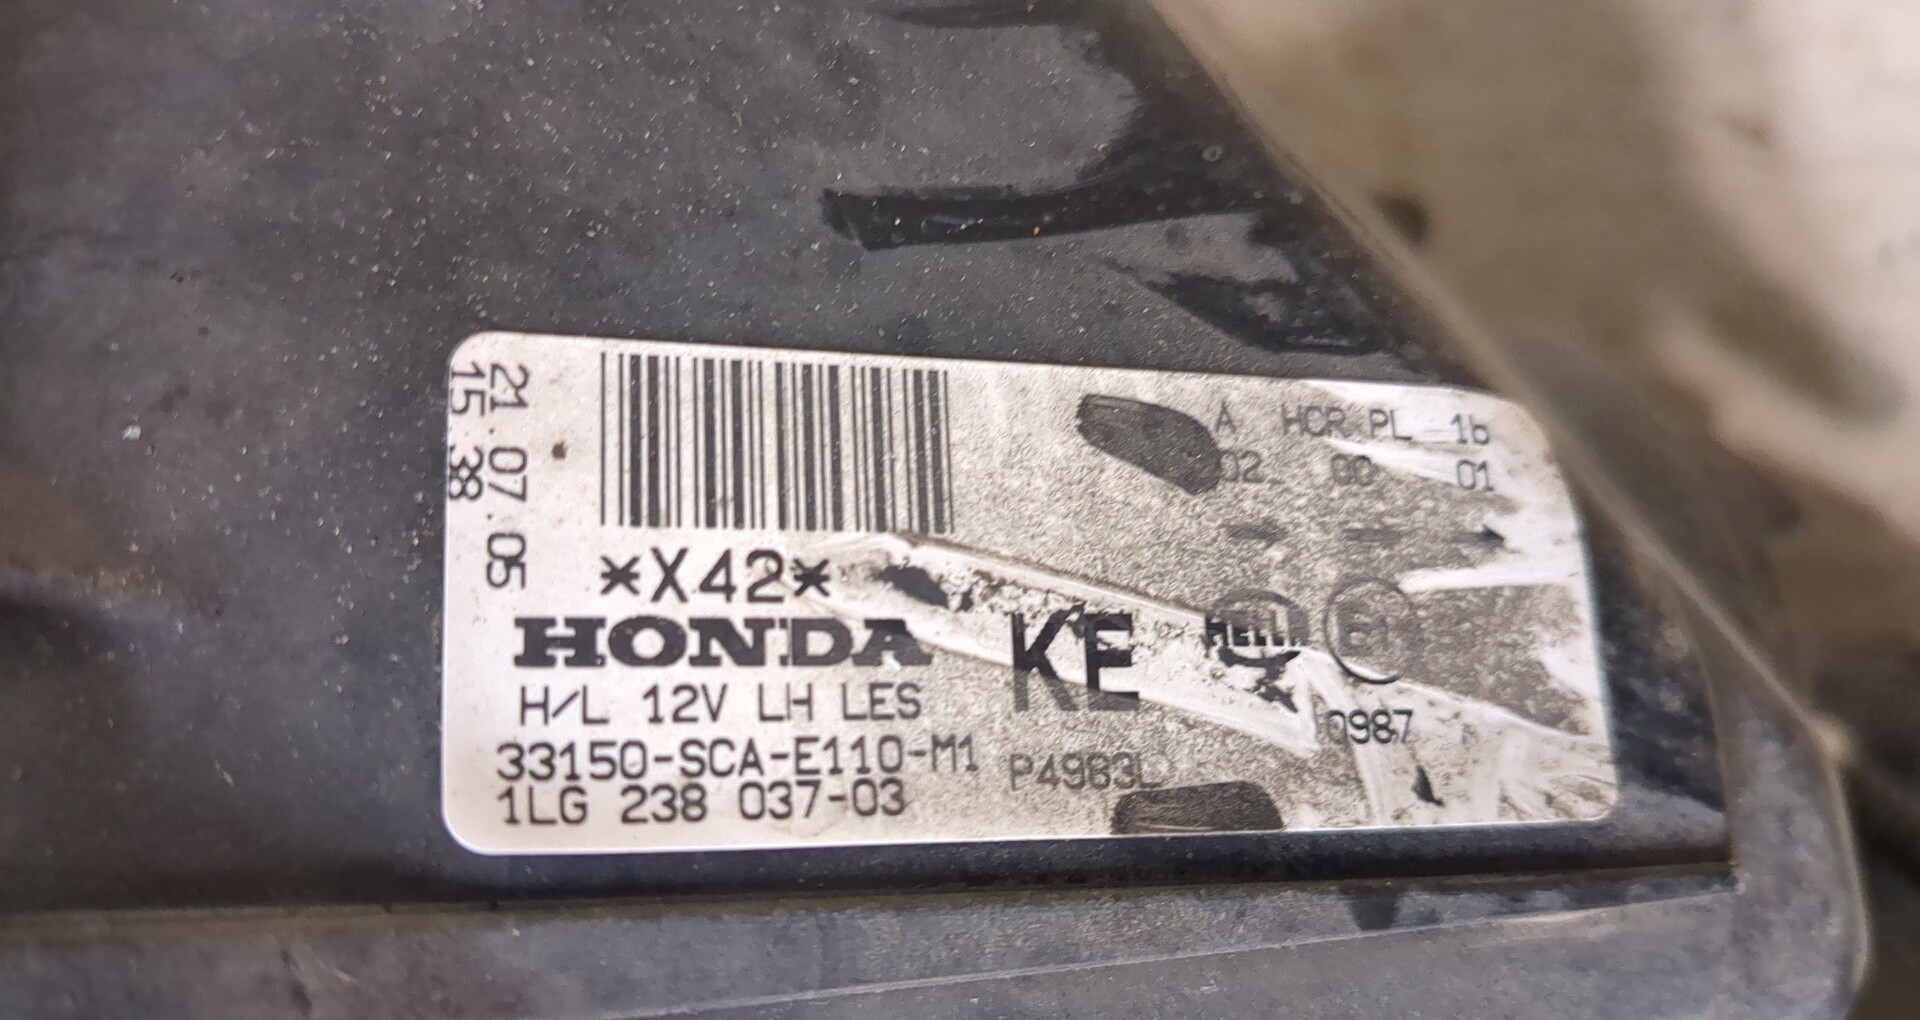 21.07.05
15 38
A HCR PL 1b
02 00 01
*X42*
HONDA KE HELLA E1
H/L 12V LH LES
0987
33150-SCA-E110-M1 P4983L
1LG 238 037-03